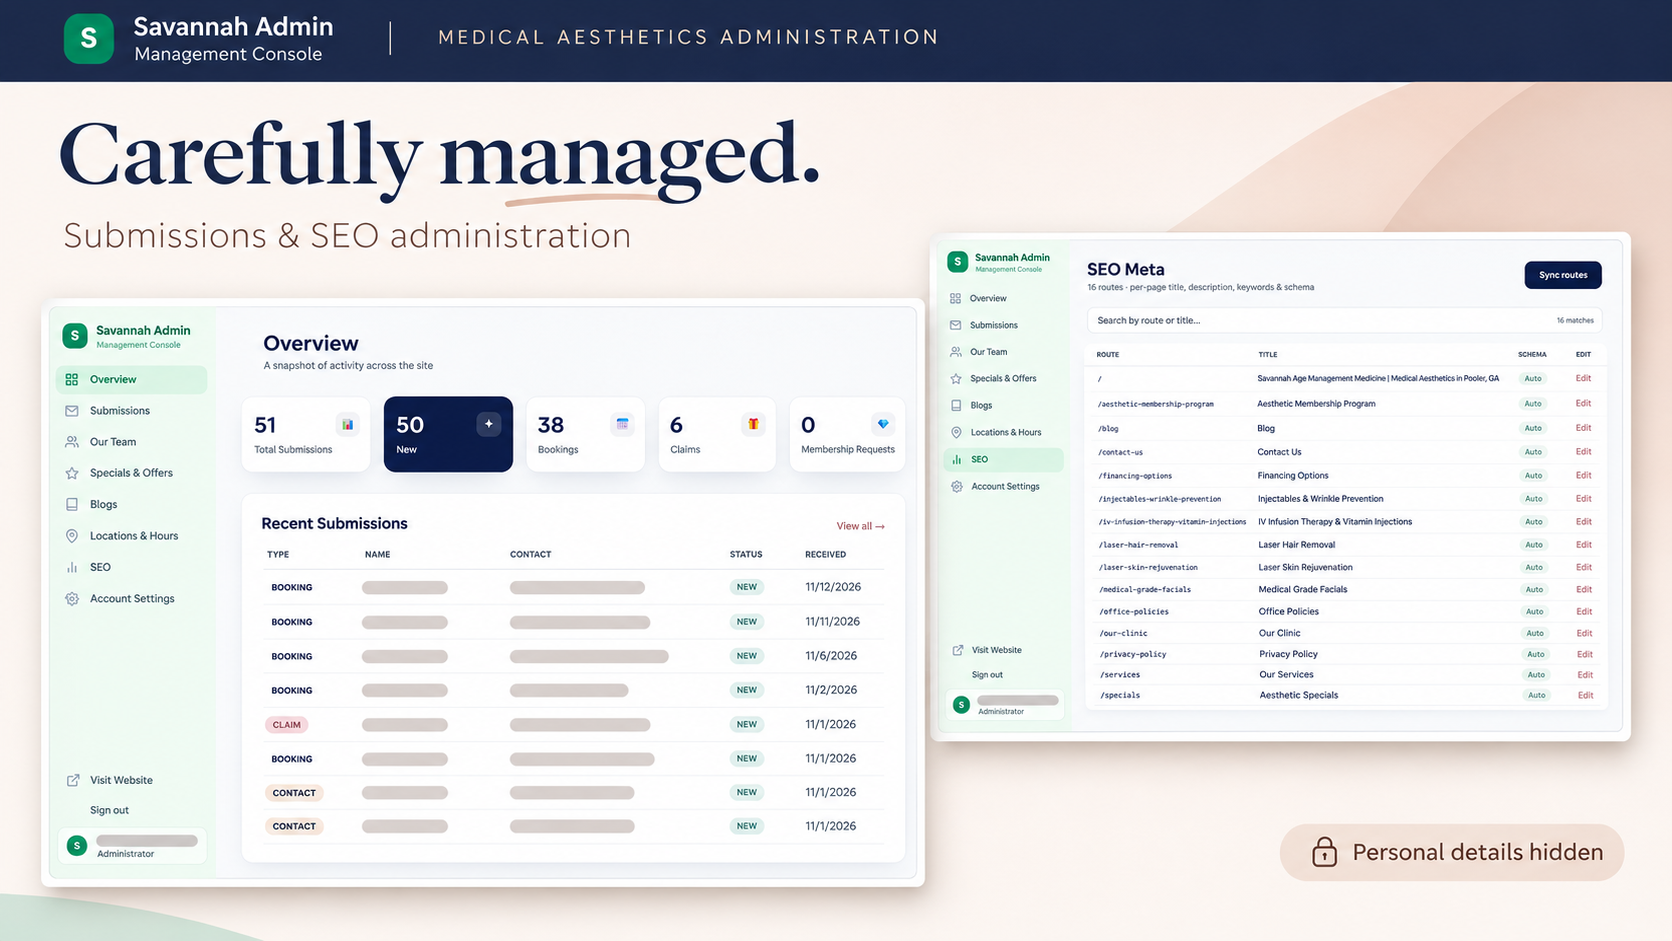 S
Savannah Admin
Management Console
MEDICAL AESTHETICS ADMINISTRATION
Carefully managed.
Submissions & SEO administration
S
Savannah Admin
Management Console
Overview
Submissions
Our Team
Specials & Offers
Blogs
Locations & Hours
SEO
Account Settings
Visit Website
Sign out
S
Administrator
Overview
A snapshot of activity across the site
51
Total Submissions
50
New
38
Bookings
6
Claims
0
Membership Requests
Recent Submissions
View all →
TYPE NAME CONTACT STATUS RECEIVED
BOOKING NEW 11/12/2026
BOOKING NEW 11/11/2026
BOOKING NEW 11/6/2026
BOOKING NEW 11/2/2026
CLAIM NEW 11/1/2026
BOOKING NEW 11/1/2026
CONTACT NEW 11/1/2026
CONTACT NEW 11/1/2026
S
Savannah Admin
Management Console
Overview
Submissions
Our Team
Specials & Offers
Blogs
Locations & Hours
SEO
Account Settings
Visit Website
Sign out
S
Administrator
SEO Meta
16 routes · per-page title, description, keywords & schema
Sync routes
Search by route or title...
16 matches
ROUTE TITLE SCHEMA EDIT
/ Savannah Age Management Medicine | Medical Aesthetics in Pooler, GA Auto Edit
/aesthetic-membership-program Aesthetic Membership Program Auto Edit
/blog Blog Auto Edit
/contact-us Contact Us Auto Edit
/financing-options Financing Options Auto Edit
/injectables-wrinkle-prevention Injectables & Wrinkle Prevention Auto Edit
/iv-infusion-therapy-vitamin-injections IV Infusion Therapy & Vitamin Injections Auto Edit
/laser-hair-removal Laser Hair Removal Auto Edit
/laser-skin-rejuvenation Laser Skin Rejuvenation Auto Edit
/medical-grade-facials Medical Grade Facials Auto Edit
/office-policies Office Policies Auto Edit
/our-clinic Our Clinic Auto Edit
/privacy-policy Privacy Policy Auto Edit
/services Our Services Auto Edit
/specials Aesthetic Specials Auto Edit
Personal details hidden